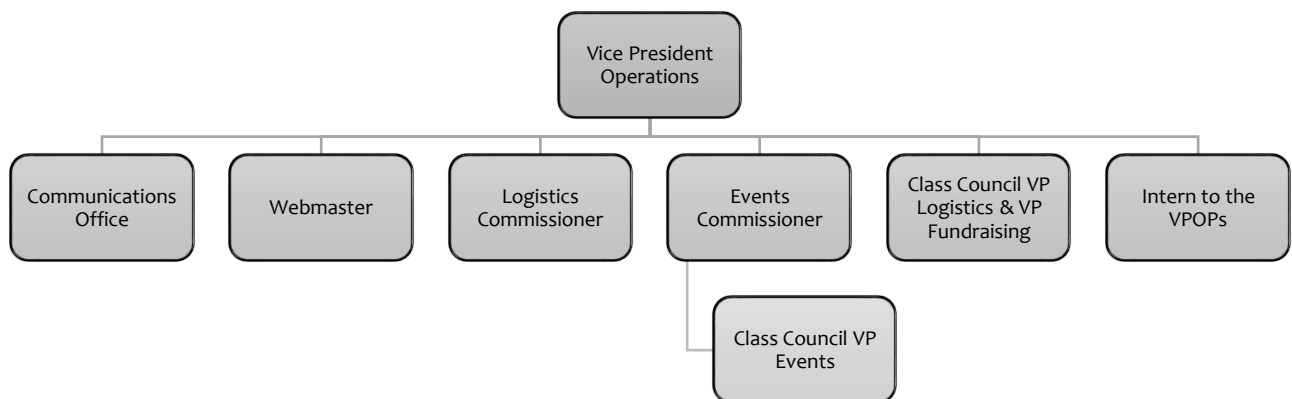 Vice President
Operations
Communications
Office
Webmaster
Logistics
Commissioner
Events
Commissioner
Class Council VP
Logistics & VP
Fundraising
Intern to the
VPOPs
Class Council VP
Events